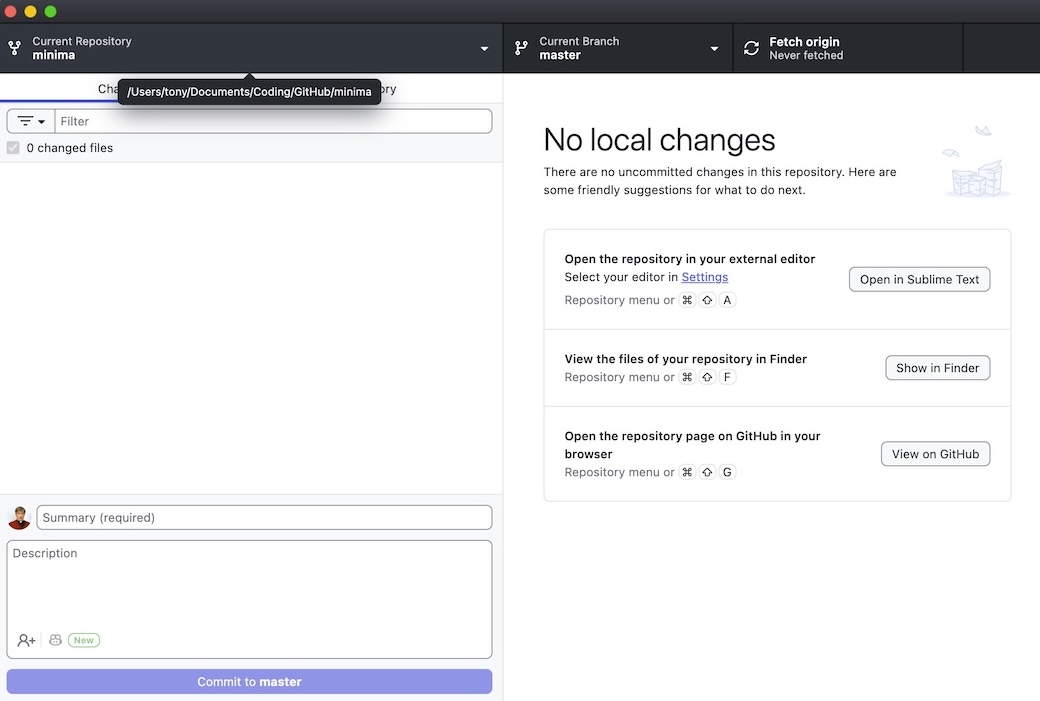 Current Repository
minima
Current Branch
master
Fetch origin
Never fetched
/Users/tony/Documents/Coding/GitHub/minima
Filter
0 changed files
No local changes
There are no uncommitted changes in this repository. Here are
some friendly suggestions for what to do next.
Open the repository in your external editor
Select your editor in Settings
Repository menu or ⌘ ⇧ A
Open in Sublime Text
View the files of your repository in Finder
Repository menu or ⌘ ⇧ F
Show in Finder
Open the repository page on GitHub in your
browser
Repository menu or ⌘ ⇧ G
View on GitHub
Summary (required)
Description
New
Commit to master